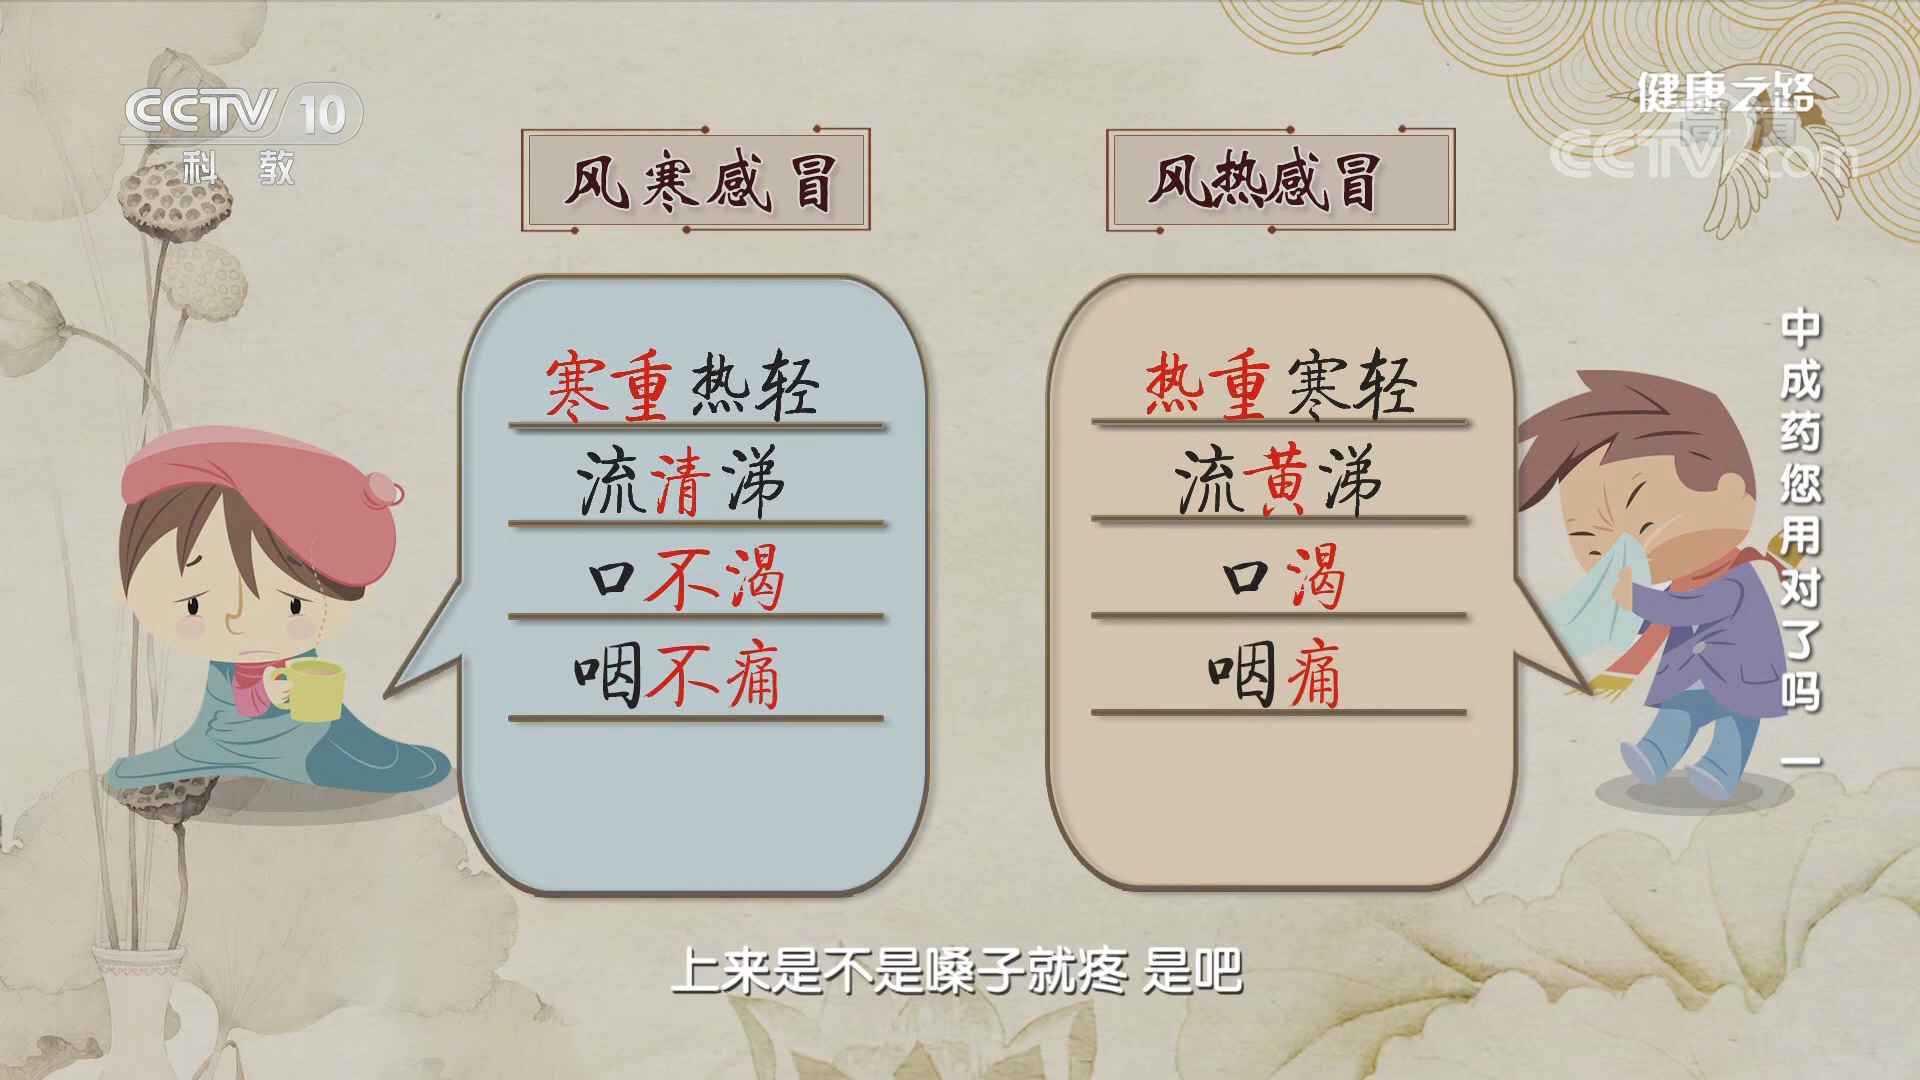 CCTV 10
科 教
健康之路
高清
CCTV.com
风寒感冒
风热感冒
寒重热轻
流清涕
口不渴
咽不痛
热重寒轻
流黄涕
口渴
咽痛
中成药您用对了吗 一
上来是不是嗓子就疼 是吧